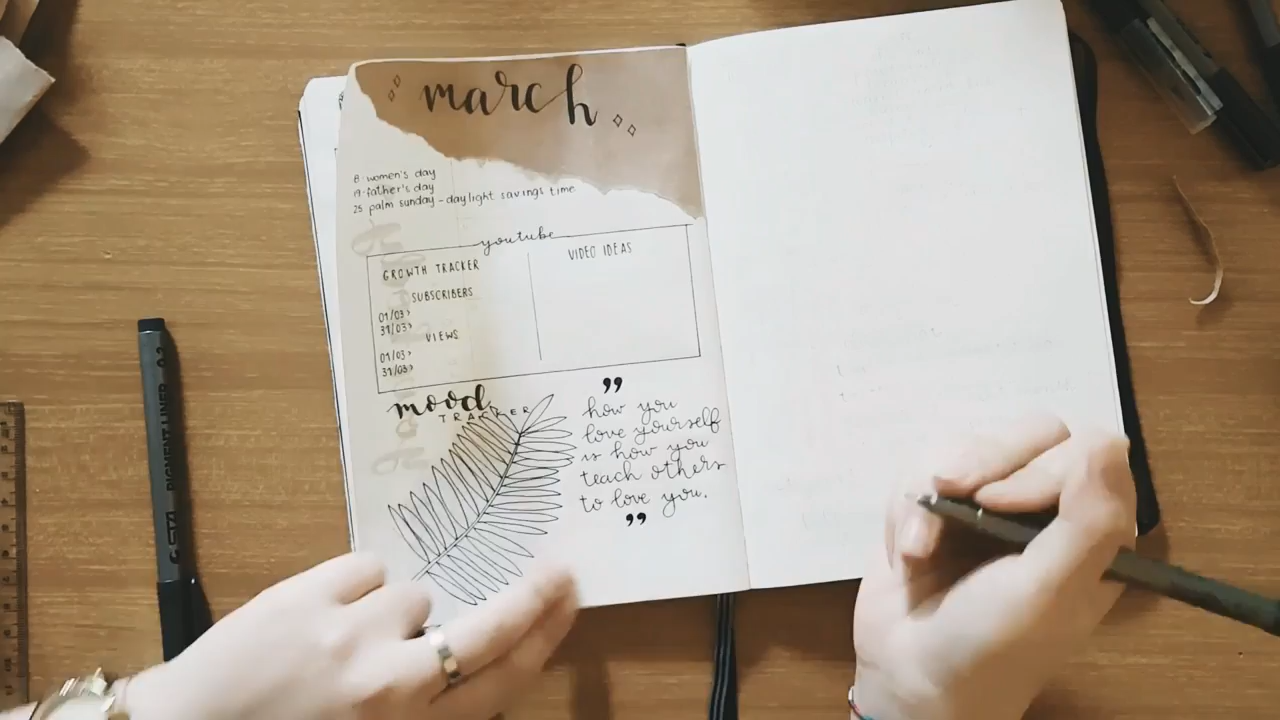 march
8·women's day
19·father's day
25 palm sunday - daylight savings time
youtube
GROWTH TRACKER
SUBSCRIBERS
01/03>
31/03>
VIEWS
01/03>
31/03>
VIDEO IDEAS
mood
TRACKER
”
how you
love yourself
is how you
teach others
to love you.
”
PIGMENT LINER 0.2